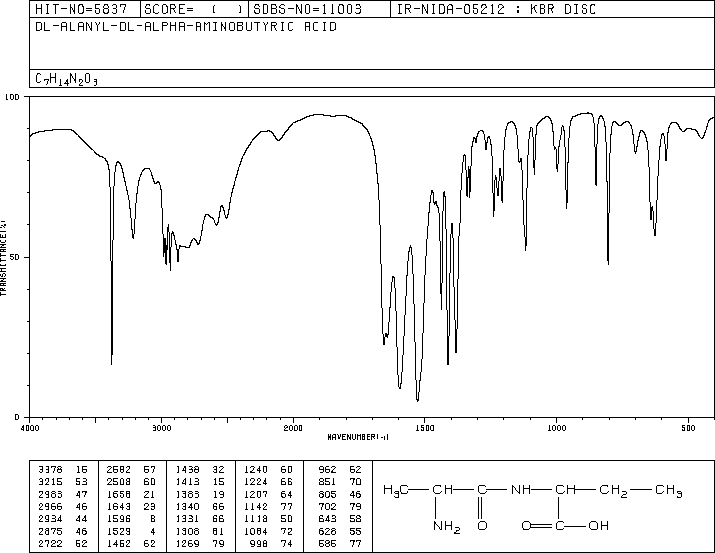 HIT-NO=5837 SCORE= ( ) SDBS-NO=11003 IR-NIDA-05212 : KBR DISC
DL-ALANYL-DL-ALPHA-AMINOBUTYRIC ACID
C7H14N2O3
100
TRANSMITTANCE(%)
50
0
4000 3000 2000 1500 1000 500
WAVENUMBER(-1)
3378 16 2582 57 1438 32 1240 60 962 62
3215 53 2508 60 1413 15 1224 66 851 70
2983 47 1658 21 1383 19 1207 64 805 46
2966 46 1643 23 1340 66 1142 77 702 79
2934 44 1596 8 1331 66 1118 50 643 58
2875 46 1529 4 1308 81 1084 72 628 55
2722 52 1462 62 1269 79 998 74 585 77
H3C CH C NH CH CH2 CH3
NH2 O O C OH